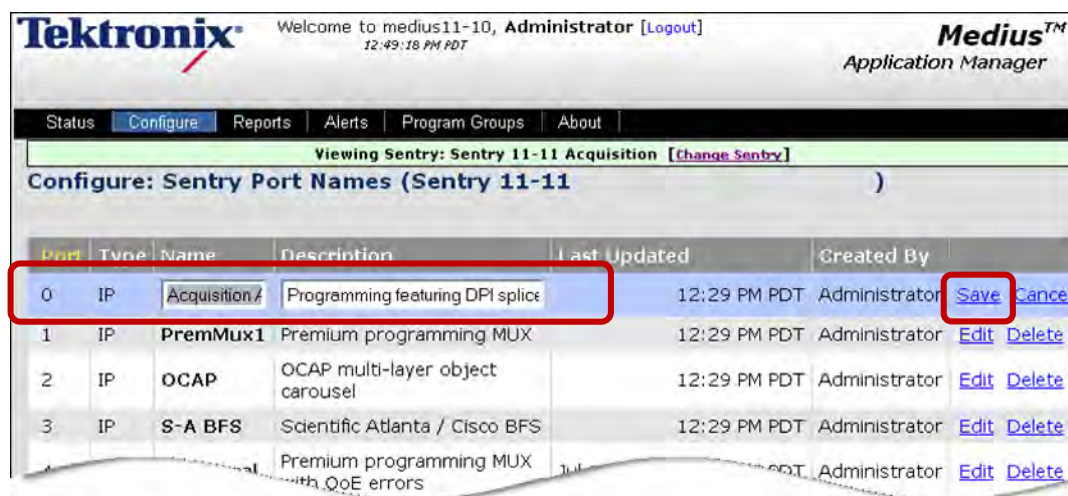 Tektronix
Welcome to medius11-10, Administrator [Logout]
12:49:18 PM PDT
Medius™
Application Manager
Status Configure Reports Alerts Program Groups About
Viewing Sentry: Sentry 11-11 Acquisition [Change Sentry]
Configure: Sentry Port Names (Sentry 11-11 )
Port Type Name Description Last Updated Created By
0 IP Acquisition A Programming featuring DPI splice 12:29 PM PDT Administrator Save Cance
1 IP PremMux1 Premium programming MUX 12:29 PM PDT Administrator Edit Delete
2 IP OCAP OCAP multi-layer object
carousel 12:29 PM PDT Administrator Edit Delete
3 IP S-A BFS Scientific Atlanta / Cisco BFS 12:29 PM PDT Administrator Edit Delete
Premium programming MUX
with QoE errors PDT Administrator Edit Delete